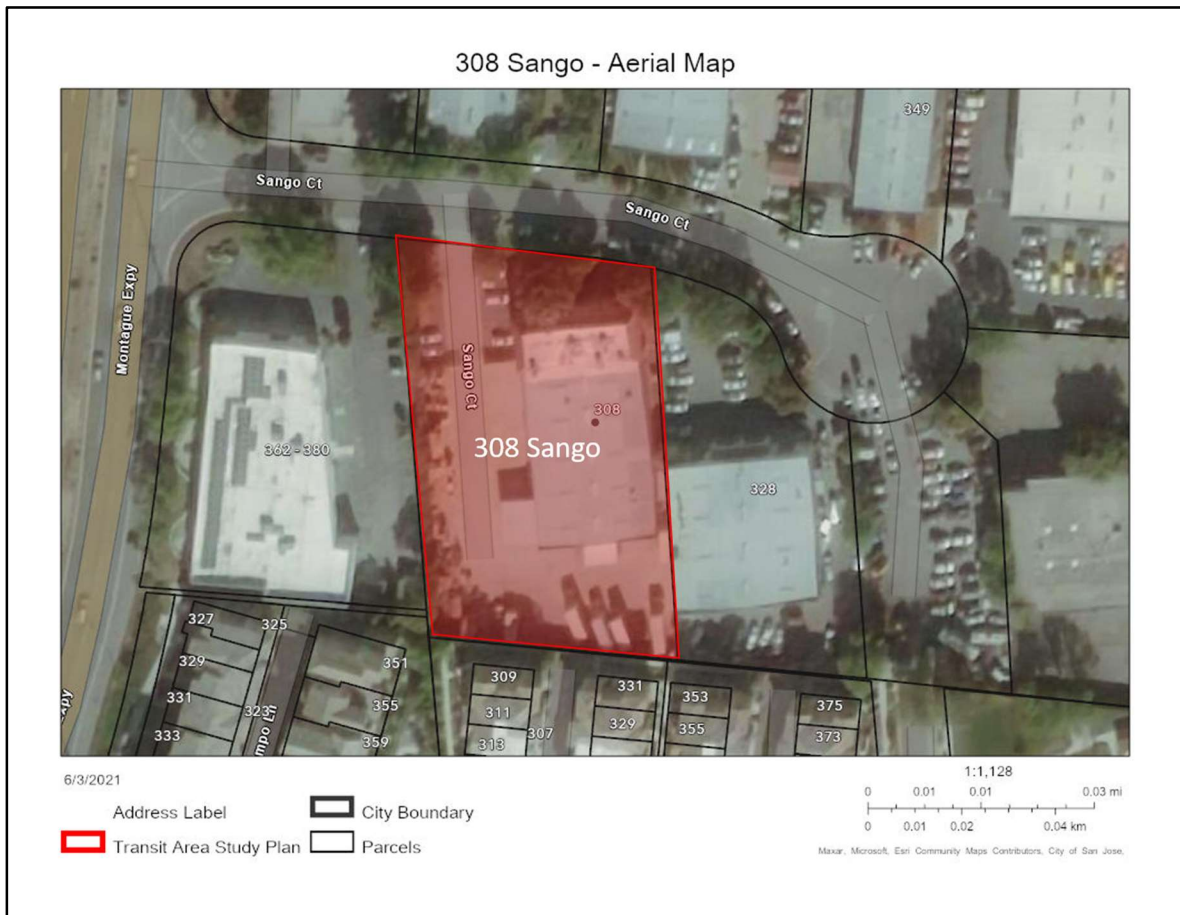 308 Sango - Aerial Map
349
Sango Ct
Sango Ct
Montague Expy
Sango Ct
308
308 Sango
362 - 380
328
327
325
329
351
331
323
355
333
mpo Ln
359
Expy
309
331
353
375
311
307
329
355
373
313
6/3/2021
1:1,128
0 0.01 0.01 0.03 mi
0 0.01 0.02 0.04 km
Address Label
City Boundary
Transit Area Study Plan
Parcels
Maxar, Microsoft, Esri Community Maps Contributors, City of San Jose,